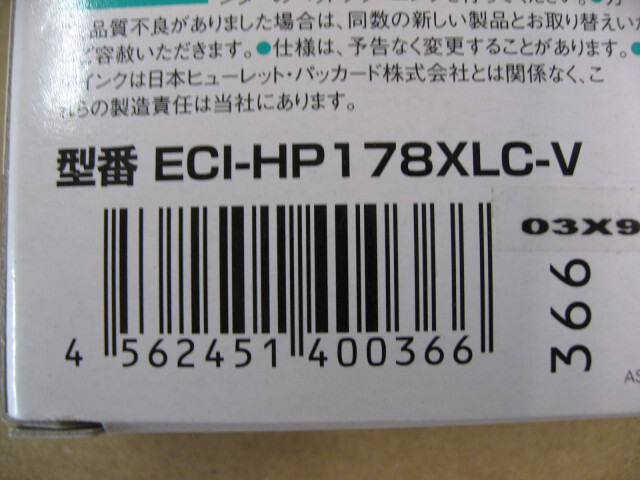 品質不良がありました場合は、同数の新しい製品とお取り替えいた
ご容赦いただきます。●仕様は、予告なく変更することがあります。●
インクは日本ヒューレット・パッカード株式会社とは関係なく、こ
れらの製造責任は当社にあります。
型番 ECI-HP178XLC-V
03X9
366
4 562451 400366
AS